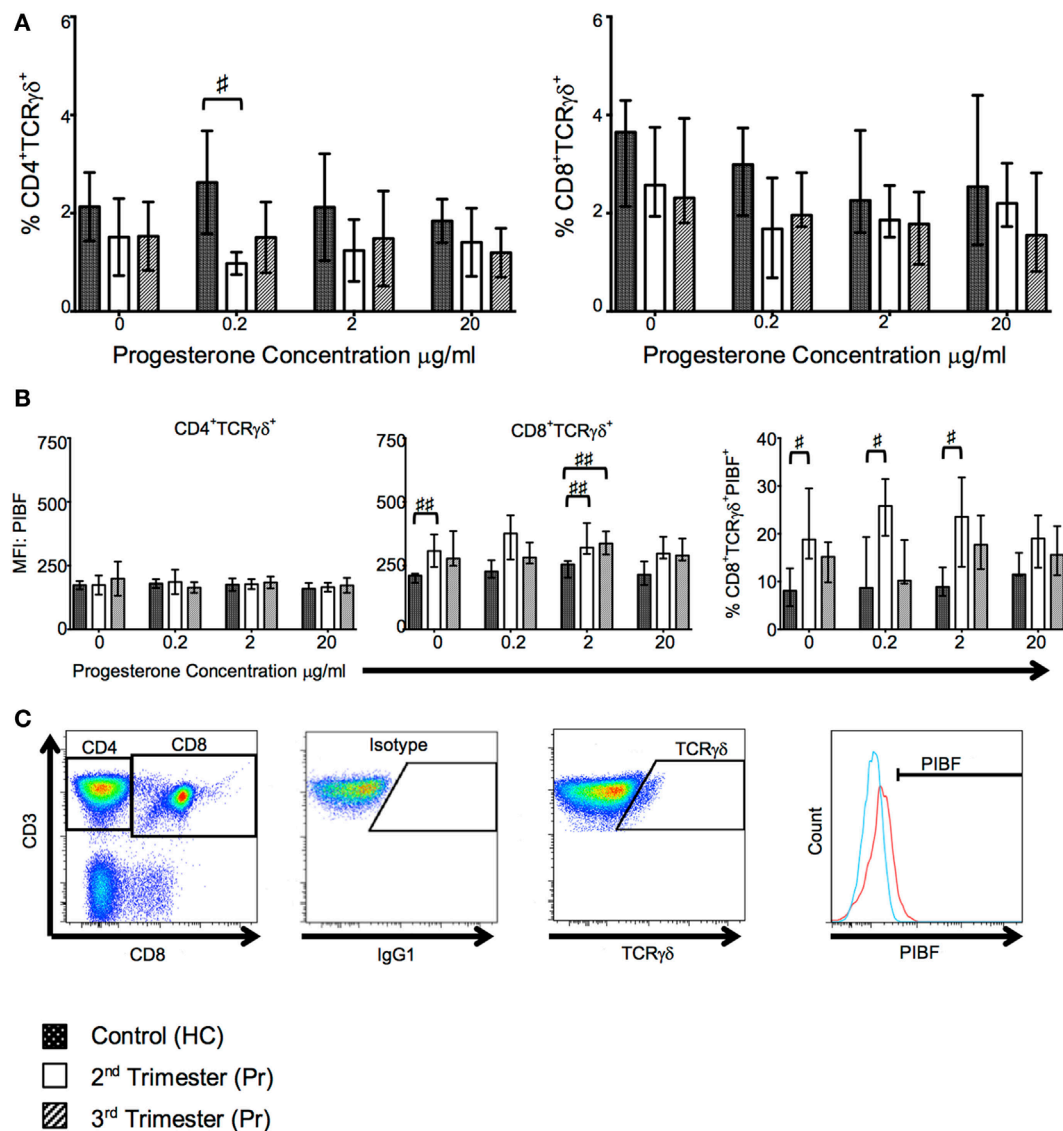 A
% CD4⁺TCRγδ⁺
6
4
2
0
♯
0 0.2 2 20
Progesterone Concentration μg/ml
% CD8⁺TCRγδ⁺
6
4
2
0
0 0.2 2 20
Progesterone Concentration μg/ml
B
CD4⁺TCRγδ⁺
MFI: PIBF
750
500
250
0
0 0.2 2 20
CD8⁺TCRγδ⁺
750
500
250
0
♯♯ ♯♯ ♯♯
0 0.2 2 20
% CD8⁺TCRγδ⁺PIBF⁺
40
30
20
10
0
♯ ♯ ♯
0 0.2 2 20
Progesterone Concentration μg/ml
C
CD3
CD4 CD8
CD8
Isotype
IgG1
TCRγδ
TCRγδ
Count
PIBF
PIBF
Control (HC)
2ⁿᵈ Trimester (Pr)
3ʳᵈ Trimester (Pr)